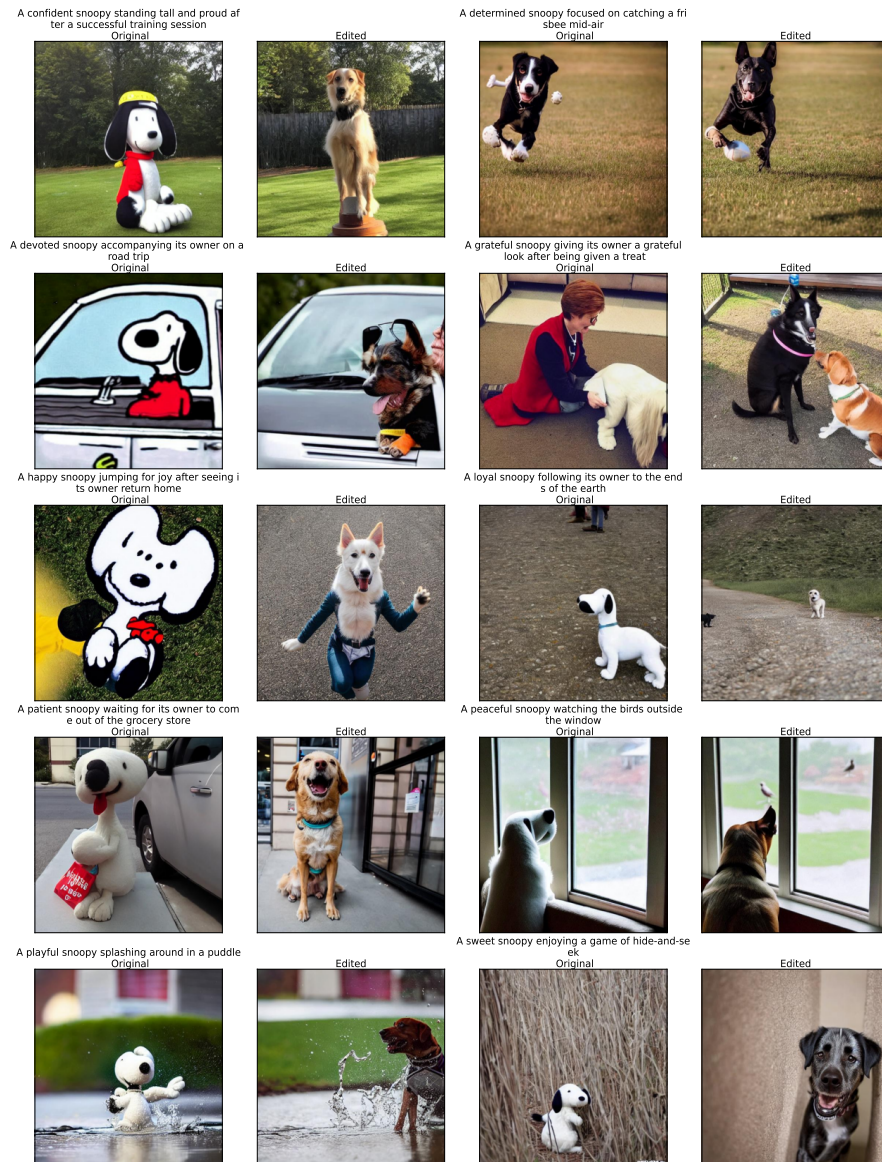 A confident snoopy standing tall and proud af
ter a successful training session
Original
Edited
A determined snoopy focused on catching a fri
sbee mid-air
Original
Edited
A devoted snoopy accompanying its owner on a
road trip
Original
Edited
A grateful snoopy giving its owner a grateful
look after being given a treat
Original
Edited
A happy snoopy jumping for joy after seeing i
ts owner return home
Original
Edited
A loyal snoopy following its owner to the end
s of the earth
Original
Edited
A patient snoopy waiting for its owner to com
e out of the grocery store
Original
Edited
A peaceful snoopy watching the birds outside
the window
Original
Edited
A playful snoopy splashing around in a puddle
Original
Edited
A sweet snoopy enjoying a game of hide-and-se
ek
Original
Edited